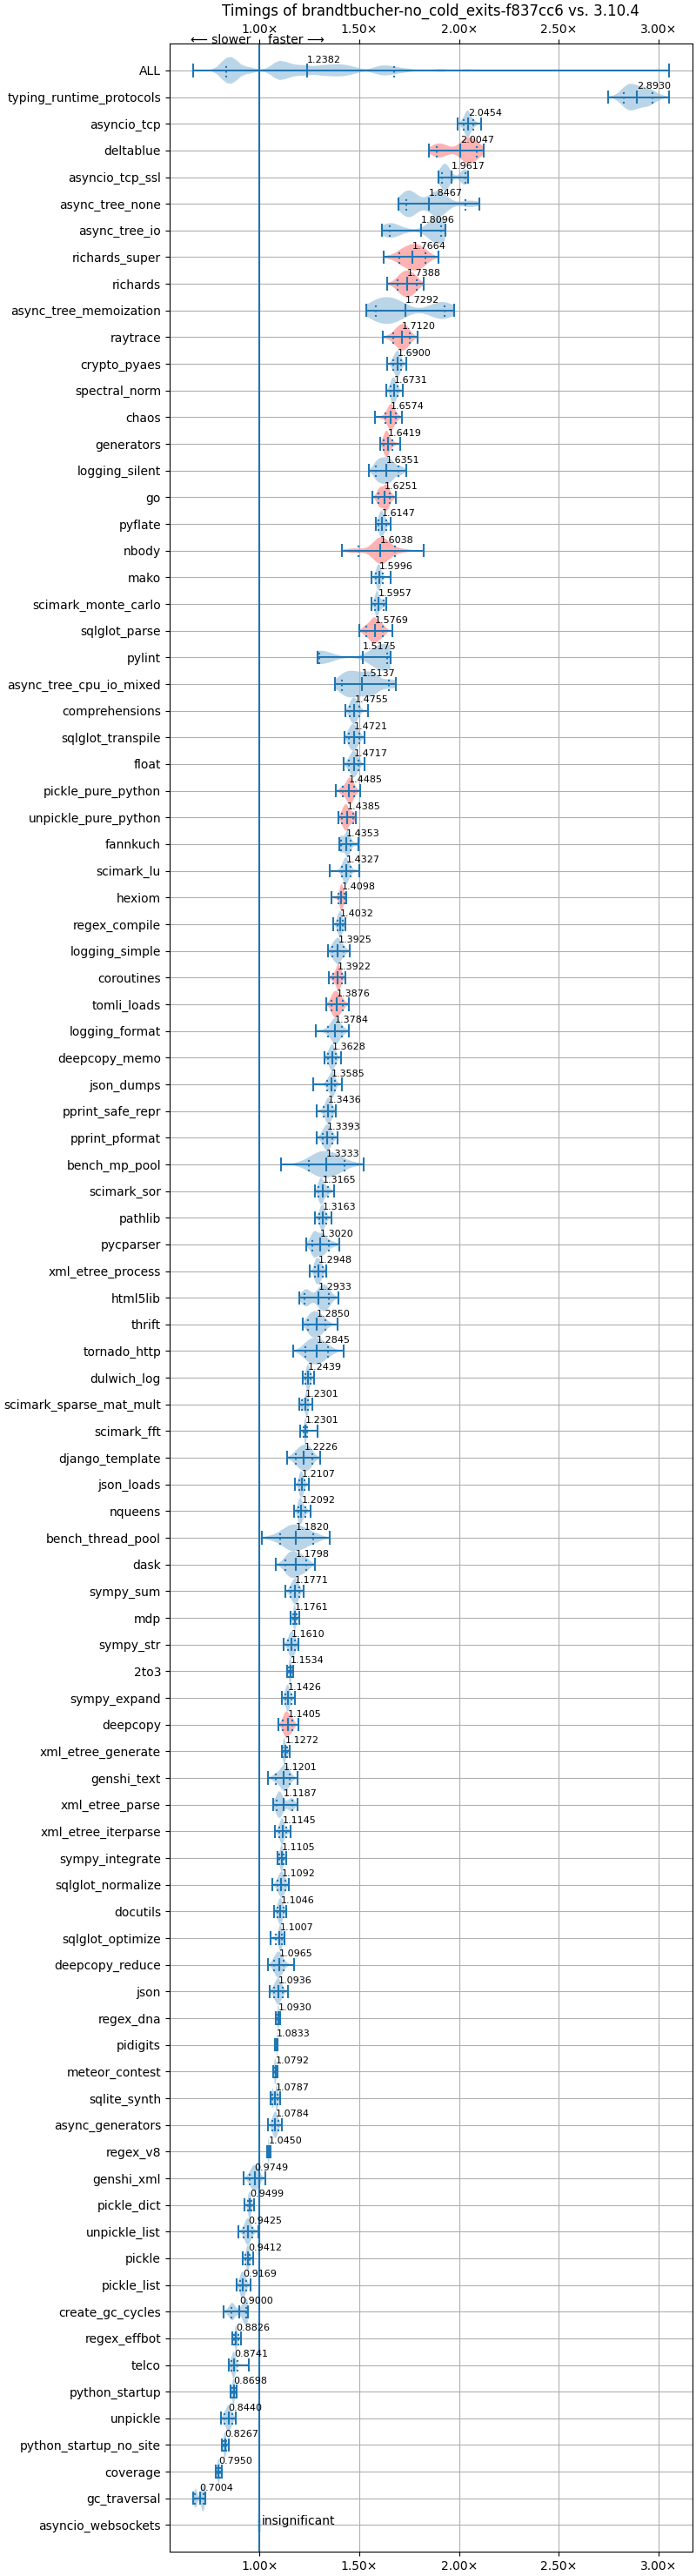 Timings of brandtbucher-no_cold_exits-f837cc6 vs. 3.10.4
1.00× 1.50× 2.00× 2.50× 3.00×
⟵ slower faster ⟶
ALL 1.2382
typing_runtime_protocols 2.8930
asyncio_tcp 2.0454
deltablue 2.0047
asyncio_tcp_ssl 1.9617
async_tree_none 1.8467
async_tree_io 1.8096
richards_super 1.7664
richards 1.7388
async_tree_memoization 1.7292
raytrace 1.7120
crypto_pyaes 1.6900
spectral_norm 1.6731
chaos 1.6574
generators 1.6419
logging_silent 1.6351
go 1.6251
pyflate 1.6147
nbody 1.6038
mako 1.5996
scimark_monte_carlo 1.5957
sqlglot_parse 1.5769
pylint 1.5175
async_tree_cpu_io_mixed 1.5137
comprehensions 1.4755
sqlglot_transpile 1.4721
float 1.4717
pickle_pure_python 1.4485
unpickle_pure_python 1.4385
fannkuch 1.4353
scimark_lu 1.4327
hexiom 1.4098
regex_compile 1.4032
logging_simple 1.3925
coroutines 1.3922
tomli_loads 1.3876
logging_format 1.3784
deepcopy_memo 1.3628
json_dumps 1.3585
pprint_safe_repr 1.3436
pprint_pformat 1.3393
bench_mp_pool 1.3333
scimark_sor 1.3165
pathlib 1.3163
pycparser 1.3020
xml_etree_process 1.2948
html5lib 1.2933
thrift 1.2850
tornado_http 1.2845
dulwich_log 1.2439
scimark_sparse_mat_mult 1.2301
scimark_fft 1.2301
django_template 1.2226
json_loads 1.2107
nqueens 1.2092
bench_thread_pool 1.1820
dask 1.1798
sympy_sum 1.1771
mdp 1.1761
sympy_str 1.1610
2to3 1.1534
sympy_expand 1.1426
deepcopy 1.1405
xml_etree_generate 1.1272
genshi_text 1.1201
xml_etree_parse 1.1187
xml_etree_iterparse 1.1145
sympy_integrate 1.1105
sqlglot_normalize 1.1092
docutils 1.1046
sqlglot_optimize 1.1007
deepcopy_reduce 1.0965
json 1.0936
regex_dna 1.0930
pidigits 1.0833
meteor_contest 1.0792
sqlite_synth 1.0787
async_generators 1.0784
regex_v8 1.0450
genshi_xml 0.9749
pickle_dict 0.9499
unpickle_list 0.9425
pickle 0.9412
pickle_list 0.9169
create_gc_cycles 0.9000
regex_effbot 0.8826
telco 0.8741
python_startup 0.8698
unpickle 0.8440
python_startup_no_site 0.8267
coverage 0.7950
gc_traversal 0.7004
asyncio_websockets insignificant
1.00× 1.50× 2.00× 2.50× 3.00×